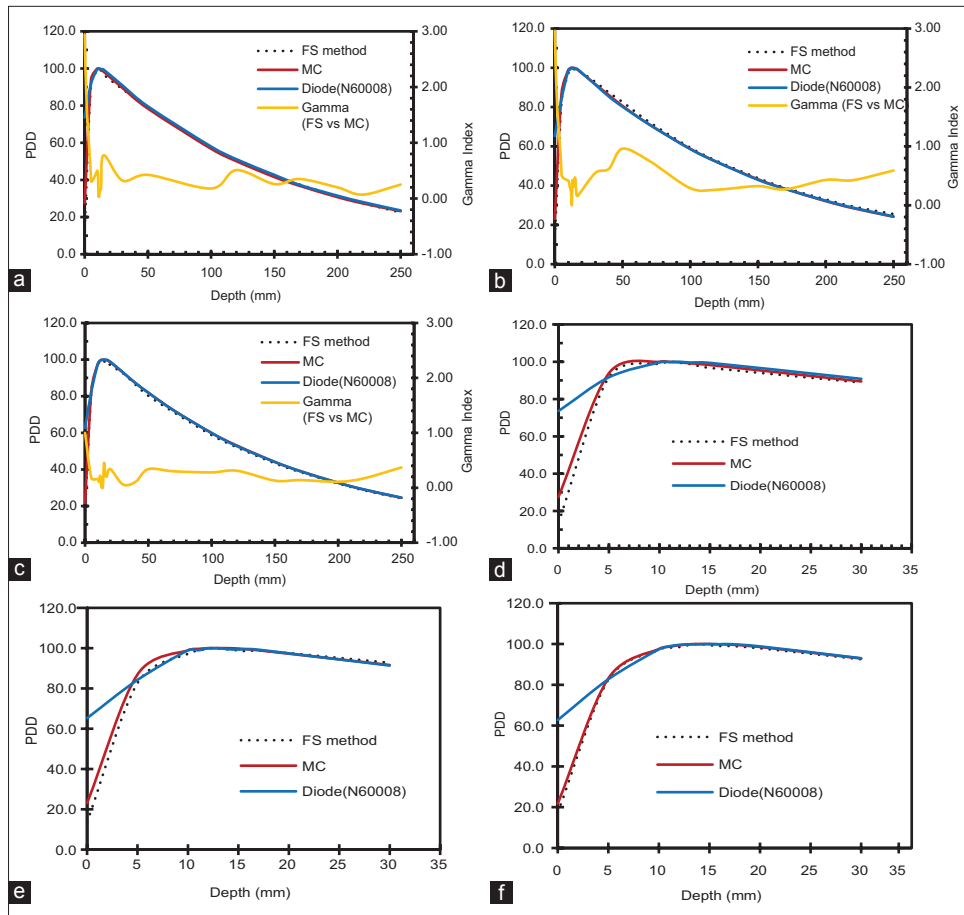 120.0
100.0
80.0
60.0
40.0
20.0
0.0
PDD
3.00
2.00
1.00
0.00
-1.00
Gamma Index
FS method
MC
Diode(N60008)
Gamma
(FS vs MC)
0 50 100 150 200 250
Depth (mm)
a
120.0
100.0
80.0
60.0
40.0
20.0
0.0
PDD
3.00
2.00
1.00
0.00
-1.00
Gamma Index
FS method
MC
Diode(N60008)
Gamma (FS vs MC)
0 50 100 150 200 250
Depth (mm)
b
120.0
100.0
80.0
60.0
40.0
20.0
0.0
PDD
3.00
2.00
1.00
0.00
-1.00
Gamma Index
FS method
MC
Diode(N60008)
Gamma
(FS vs MC)
0 50 100 150 200 250
Depth (mm)
c
120.0
100.0
80.0
60.0
40.0
20.0
0.0
PDD
FS method
MC
Diode(N60008)
0 5 10 15 20 25 30 35
Depth (mm)
d
120.0
100.0
80.0
60.0
40.0
20.0
0.0
PDD
FS method
MC
Diode(N60008)
0 5 10 15 20 25 30 35
Depth (mm)
e
120.0
100.0
80.0
60.0
40.0
20.0
0.0
PDD
FS method
MC
Diode(N60008)
0 5 10 15 20 25 30 35
Depth (mm)
f